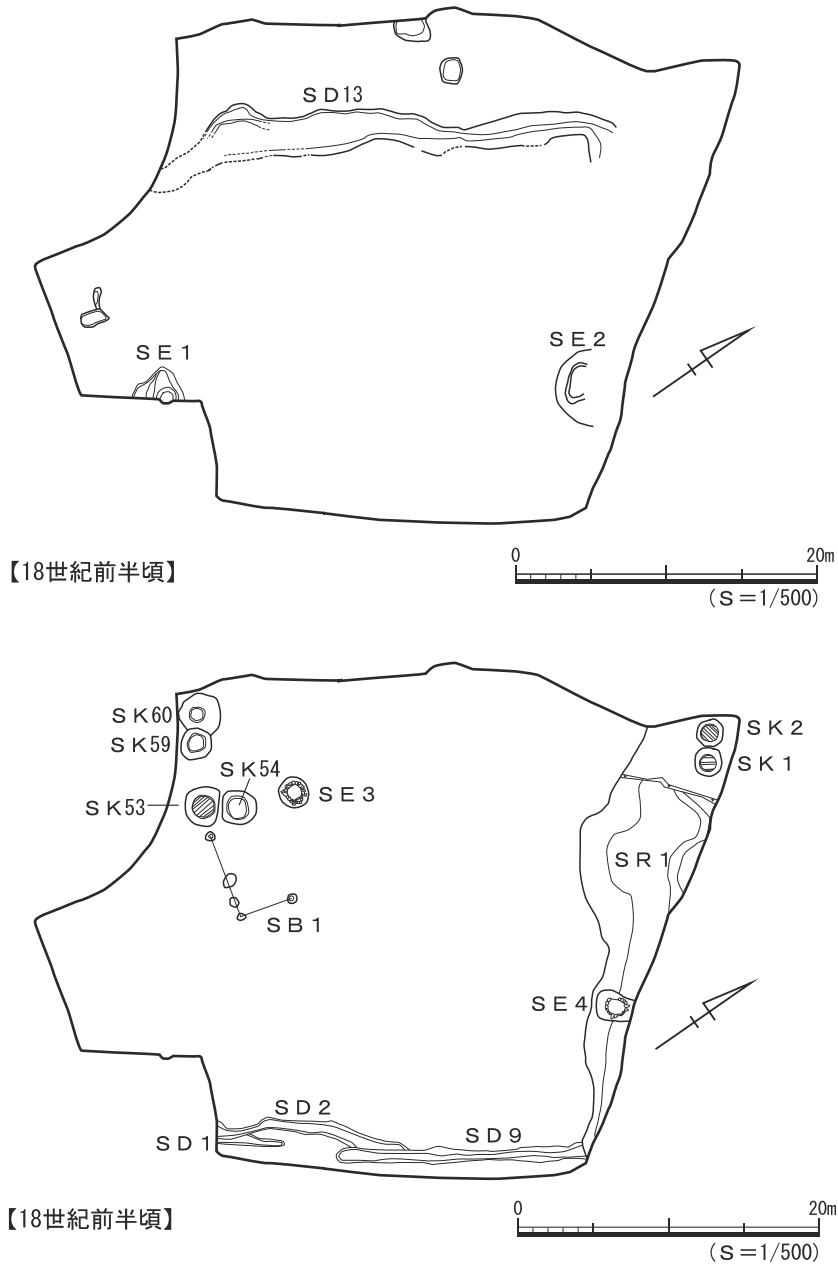 SD13
SE1
SE2
【18世紀前半頃】
0 20m
(S=1/500)
SK60
SK59
SK54
SK53
SE3
SB1
SK2
SK1
SR1
SE4
SD2
SD1
SD9
【18世紀前半頃】
0 20m
(S=1/500)